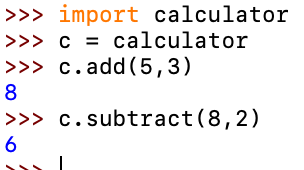 >>> import calculator
>>> c = calculator
>>> c.add(5,3)
8
>>> c.subtract(8,2)
6
>>>